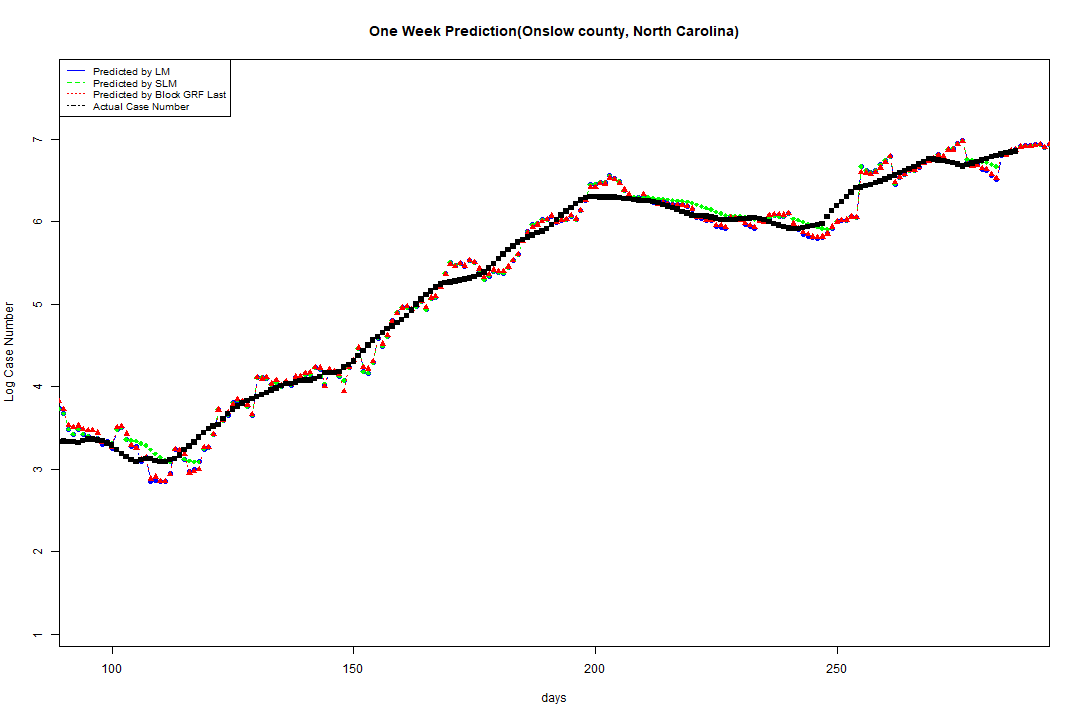 One Week Prediction(Onslow county, North Carolina)
Predicted by LM
Predicted by SLM
Predicted by Block GRF Last
Actual Case Number
7
6
5
4
3
2
1
Log Case Number
100 150 200 250
days